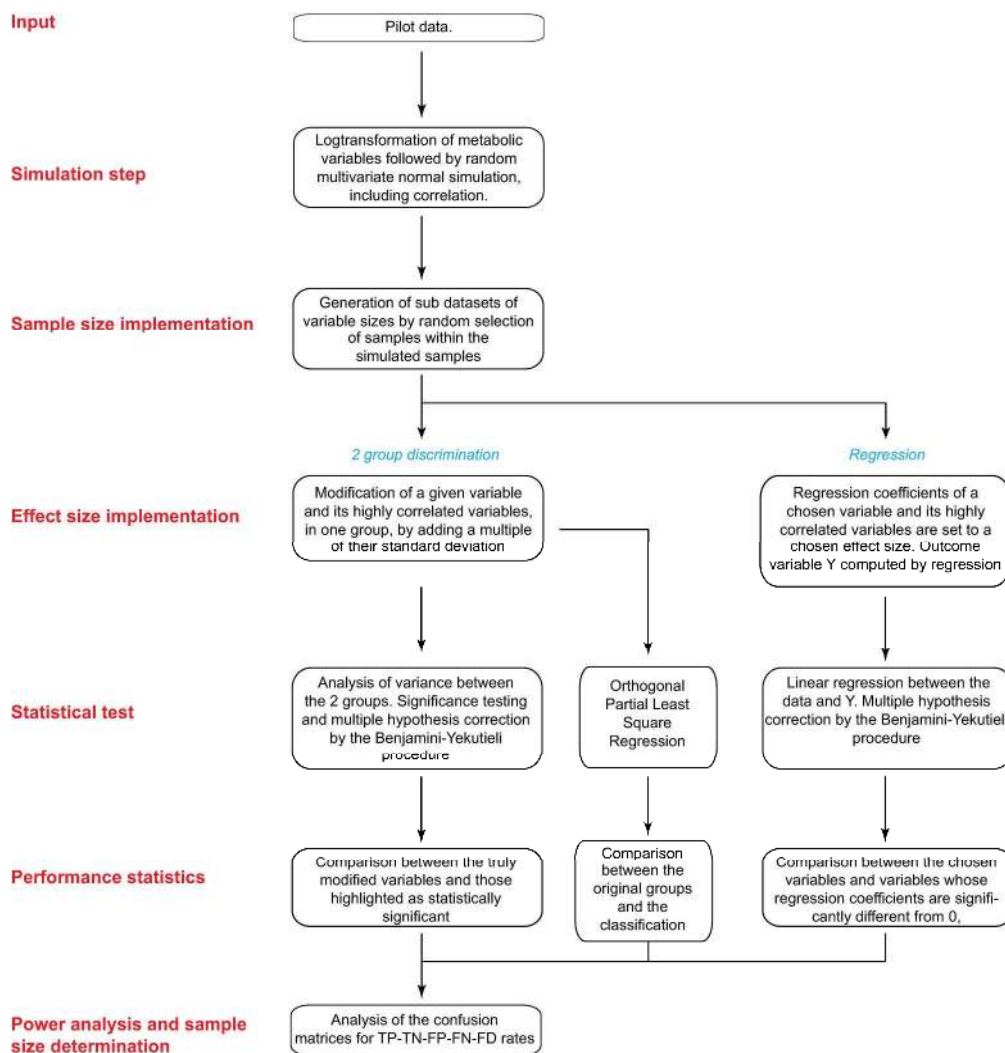 Input
Pilot data.
Simulation step
Logtransformation of metabolic
variables followed by random
multivariate normal simulation,
including correlation.
Sample size implementation
Generation of sub datasets of
variable sizes by random selection
of samples within the
simulated samples
2 group discrimination
Regression
Effect size implementation
Modification of a given variable
and its highly correlated variables,
in one group, by adding a multiple
of their standard deviation
Regression coefficients of a
chosen variable and its highly
correlated variables are set to a
chosen effect size. Outcome
variable Y computed by regression
Statistical test
Analysis of variance between
the 2 groups. Significance testing
and multiple hypothesis correction
by the Benjamini-Yekutieli
procedure
Orthogonal
Partial Least
Square
Regression
Linear regression between the
data and Y. Multiple hypothesis
correction by the Benjamini-Yekutiel
procedure
Performance statistics
Comparison between the truly
modified variables and those
highlighted as statistically
significant
Comparison
between the
original groups
and the
classification
Comparison between the chosen
variables and variables whose
regression coefficients are signifi-
cantly different from 0,
Power analysis and sample
size determination
Analysis of the confusion
matrices for TP-TN-FP-FN-FD rates